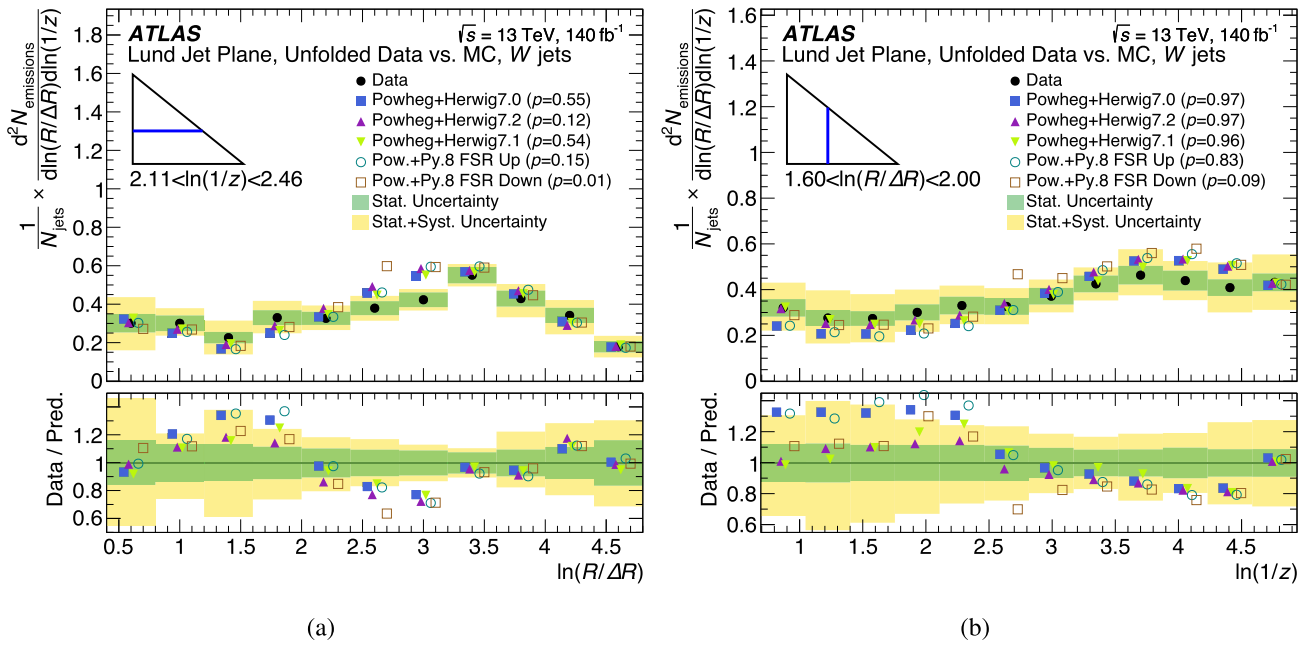 ATLAS
√s = 13 TeV, 140 fb⁻¹
Lund Jet Plane, Unfolded Data vs. MC, W jets
Data
Powheg+Herwig7.0 (p=0.55)
Powheg+Herwig7.2 (p=0.12)
Powheg+Herwig7.1 (p=0.54)
Pow.+Py.8 FSR Up (p=0.15)
Pow.+Py.8 FSR Down (p=0.01)
Stat. Uncertainty
Stat.+Syst. Uncertainty
2.11<ln(1/z)<2.46
1/N_jets × d²N_emissions/dln(R/ΔR)dln(1/z)
1.8
1.6
1.4
1.2
1
0.8
0.6
0.4
0.2
0
Data / Pred.
1.4
1.2
1
0.8
0.6
0.5 1 1.5 2 2.5 3 3.5 4 4.5
ln(R/ΔR)
(a)
ATLAS
√s = 13 TeV, 140 fb⁻¹
Lund Jet Plane, Unfolded Data vs. MC, W jets
Data
Powheg+Herwig7.0 (p=0.97)
Powheg+Herwig7.2 (p=0.97)
Powheg+Herwig7.1 (p=0.96)
Pow.+Py.8 FSR Up (p=0.83)
Pow.+Py.8 FSR Down (p=0.09)
Stat. Uncertainty
Stat.+Syst. Uncertainty
1.60<ln(R/ΔR)<2.00
1/N_jets × d²N_emissions/dln(R/ΔR)dln(1/z)
1.6
1.4
1.2
1
0.8
0.6
0.4
0.2
0
Data / Pred.
1.4
1.2
1
0.8
0.6
1 1.5 2 2.5 3 3.5 4 4.5
ln(1/z)
(b)